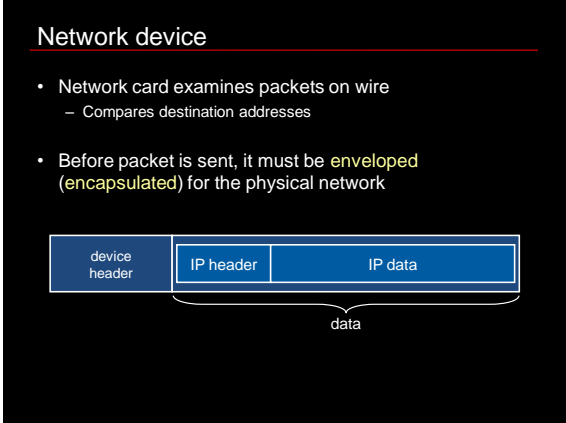 Network device
• Network card examines packets on wire
– Compares destination addresses
• Before packet is sent, it must be enveloped
(encapsulated) for the physical network
device
header
IP header
IP data
data